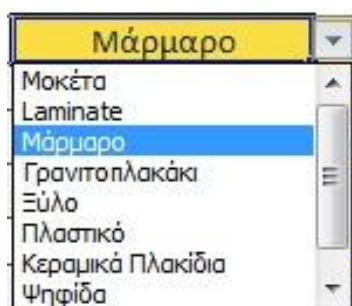 Μάρμαρο
Μοκέτα
Laminate
Μάρμαρο
Γρανιτοπλακάκι
Ξύλο
Πλαστικό
Κεραμικά Πλακίδια
Ψηφίδα